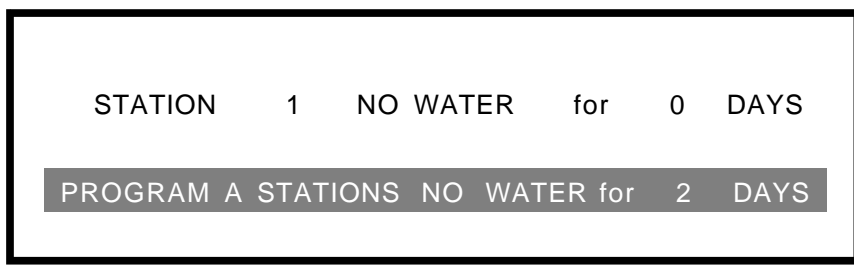 STATION 1 NO WATER for 0 DAYS
PROGRAM A STATIONS NO WATER for 2 DAYS